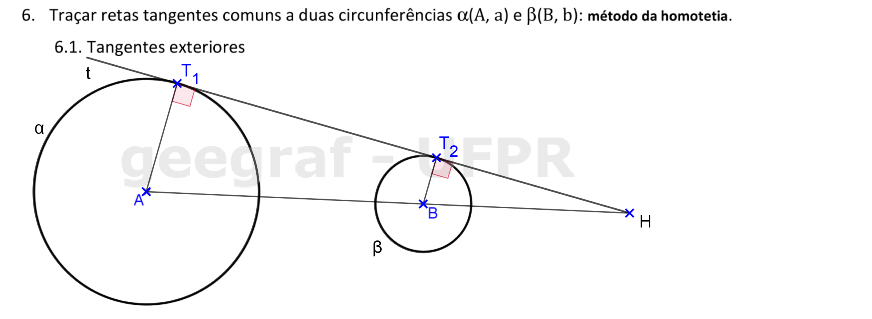 6. Traçar retas tangentes comuns a duas circunferências α(A, a) e β(B, b): método da homotetia.
6.1. Tangentes exteriores
t
T1
α
T2
geegraf - UFPR
A
B
H
β